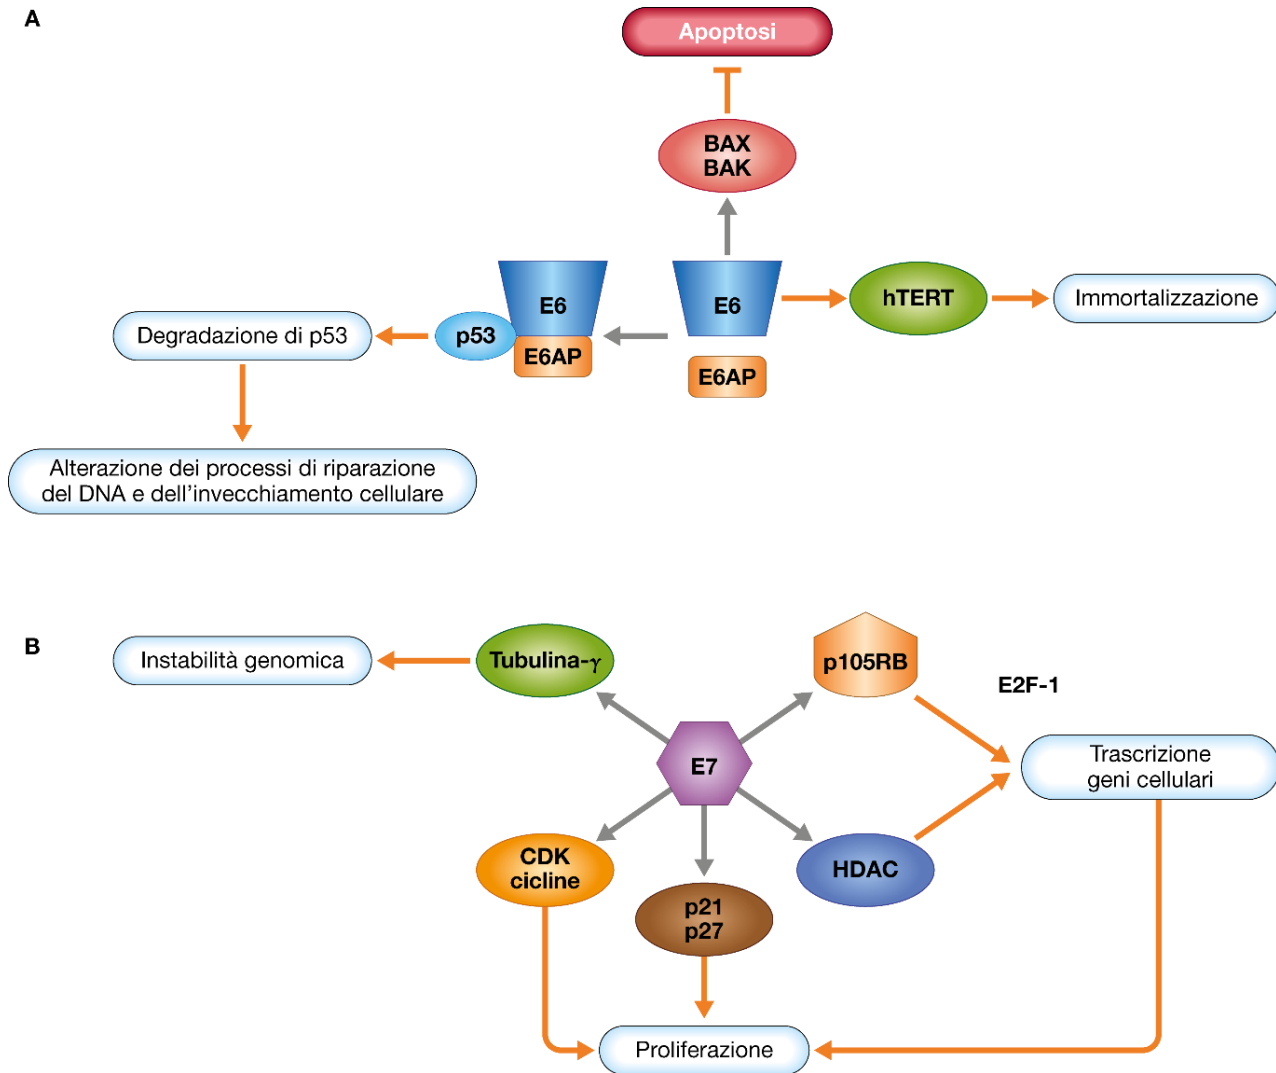 A
Apoptosi
BAX
BAK
E6
E6
hTERT
Immortalizzazione
Degradazione di p53
p53
E6AP
E6AP
Alterazione dei processi di riparazione
del DNA e dell'invecchiamento cellulare
B
Instabilità genomica
Tubulina-γ
p105RB
E2F-1
E7
Trascrizione
geni cellulari
CDK
cicline
HDAC
p21
p27
Proliferazione